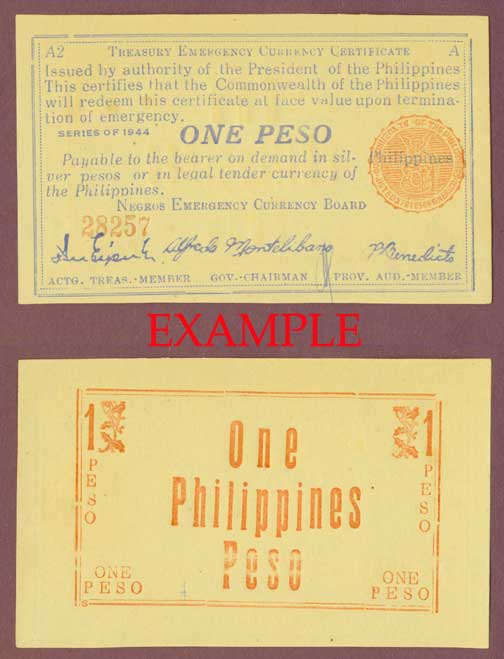 A2 TREASURY EMERGENCY CURRENCY CERTIFICATE A
Issued by authority of the President of the Philippines
This certifies that the Commonwealth of the Philippines
will redeem this certificate at face value upon termina-
tion of emergency.
SERIES OF 1944 ONE PESO
Payable to the bearer on demand in sil-
ver pesos or in legal tender currency of
the Philippines.
Philippines
NEGROS EMERGENCY CURRENCY BOARD
28257
Alfredo Montelibano
P. Benedicto
ACTG. TREAS.-MEMBER GOV.-CHAIRMAN PROV. AUD.-MEMBER
EXAMPLE
1 1
PESO PESO
One
Philippines
Peso
ONE ONE
PESO PESO
s